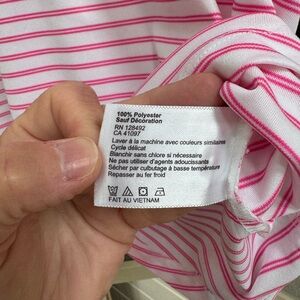 100% Polyester
Sauf Décoration
RN 128492
CA 41097
Laver à la machine avec couleurs similaires
Cycle délicat
Blanchir sans chlore si nécessaire
Ne pas utiliser d'agents adoucissants
Sécher par culbutage à basse température
Repasser au fer froid
FAIT AU VIETNAM